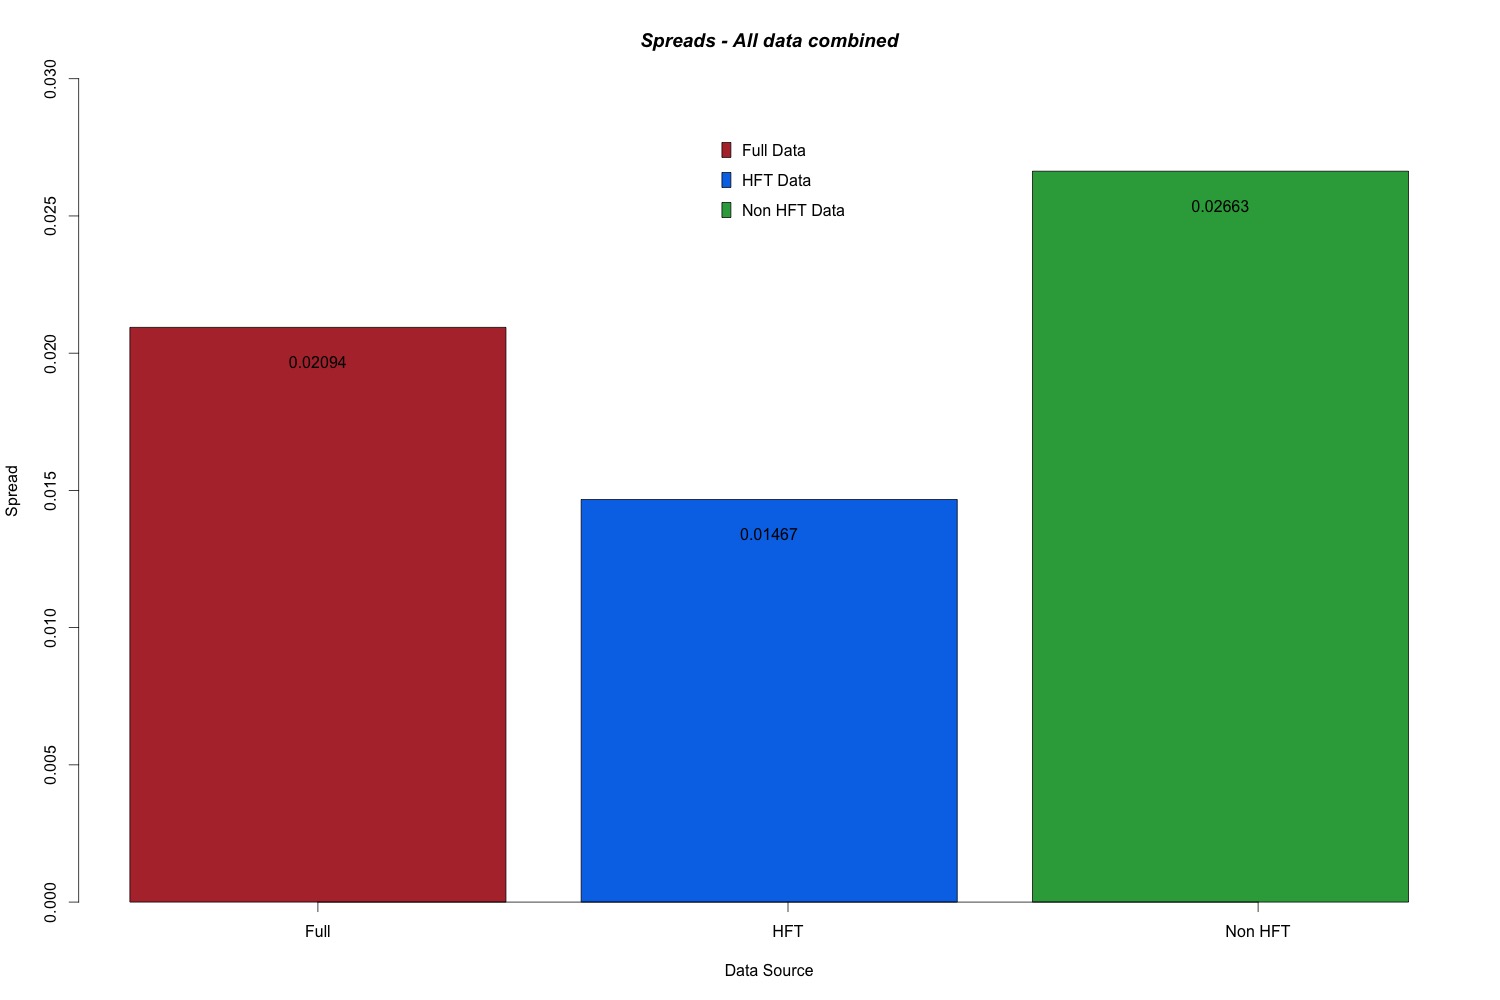 Spreads - All data combined
0.030
0.025
0.020
0.015
0.010
0.005
0.000
Spread
Full Data
HFT Data
Non HFT Data
0.02094
0.01467
0.02663
Full
HFT
Non HFT
Data Source